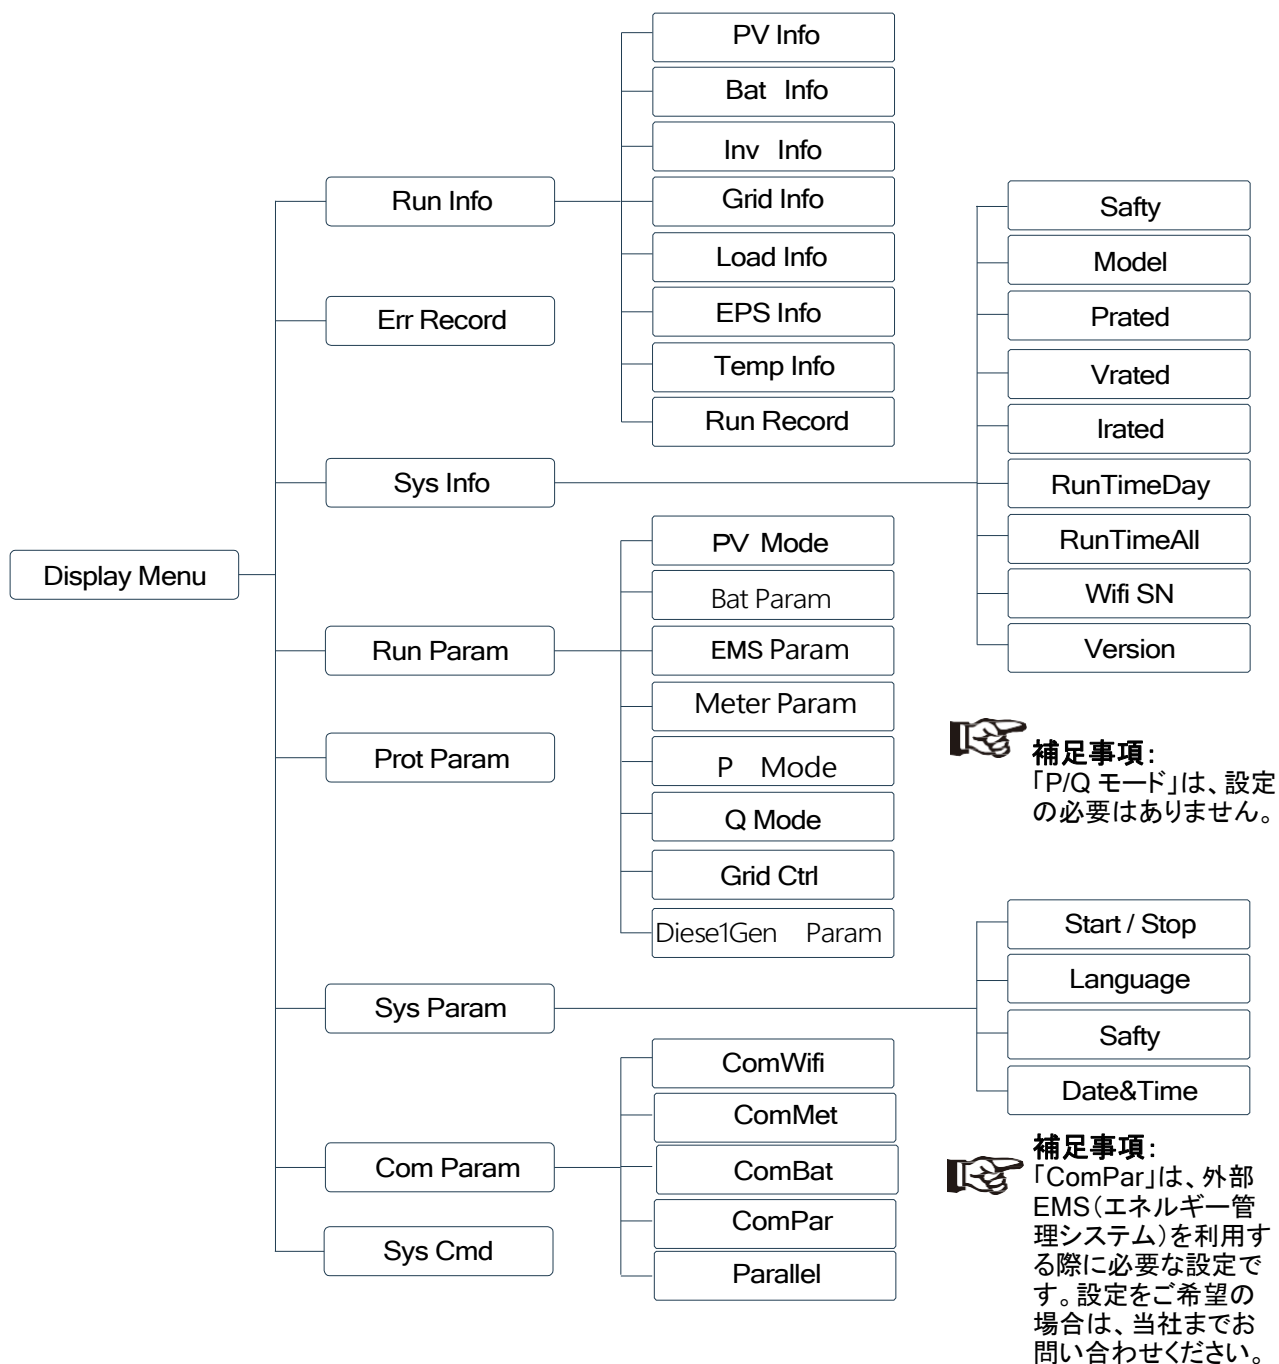 Display Menu
Run Info
PV Info
Bat Info
Inv Info
Grid Info
Load Info
EPS Info
Temp Info
Run Record
Err Record
Sys Info
Safty
Model
Prated
Vrated
Irated
RunTimeDay
RunTimeAll
Wifi SN
Version
Run Param
PV Mode
Bat Param
EMS Param
Meter Param
P Mode
Q Mode
Grid Ctrl
Diese1Gen Param
補足事項：
「P/Q モード」は、設定
の必要はありません。
Prot Param
Sys Param
Start / Stop
Language
Safty
Date&Time
Com Param
ComWifi
ComMet
ComBat
ComPar
Parallel
補足事項：
「ComPar」は、外部
EMS（エネルギー管
理システム）を利用す
る際に必要な設定で
す。設定をご希望の
場合は、当社までお
問い合わせください。
Sys Cmd